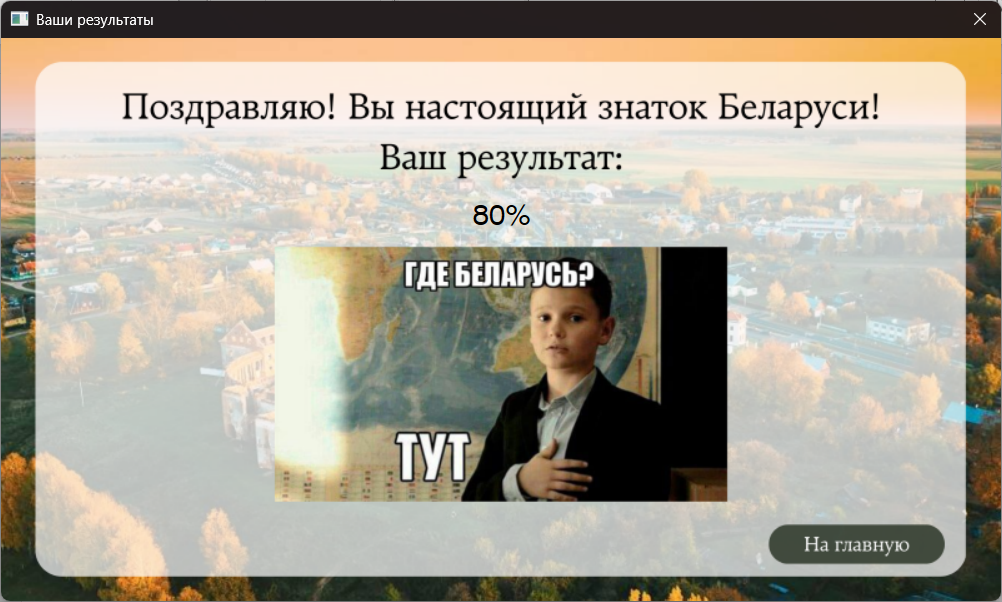 Ваши результаты
Поздравляю! Вы настоящий знаток Беларуси!
Ваш результат:
80%
ГДЕ БЕЛАРУСЬ?
ТУТ
На главную